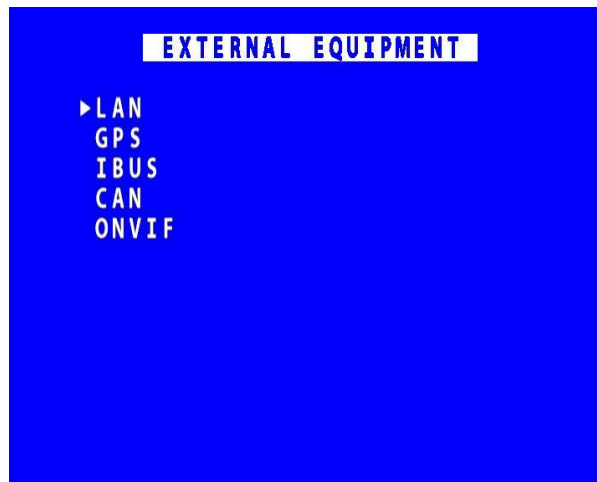 EXTERNAL EQUIPMENT
▶LAN
GPS
IBUS
CAN
ONVIF